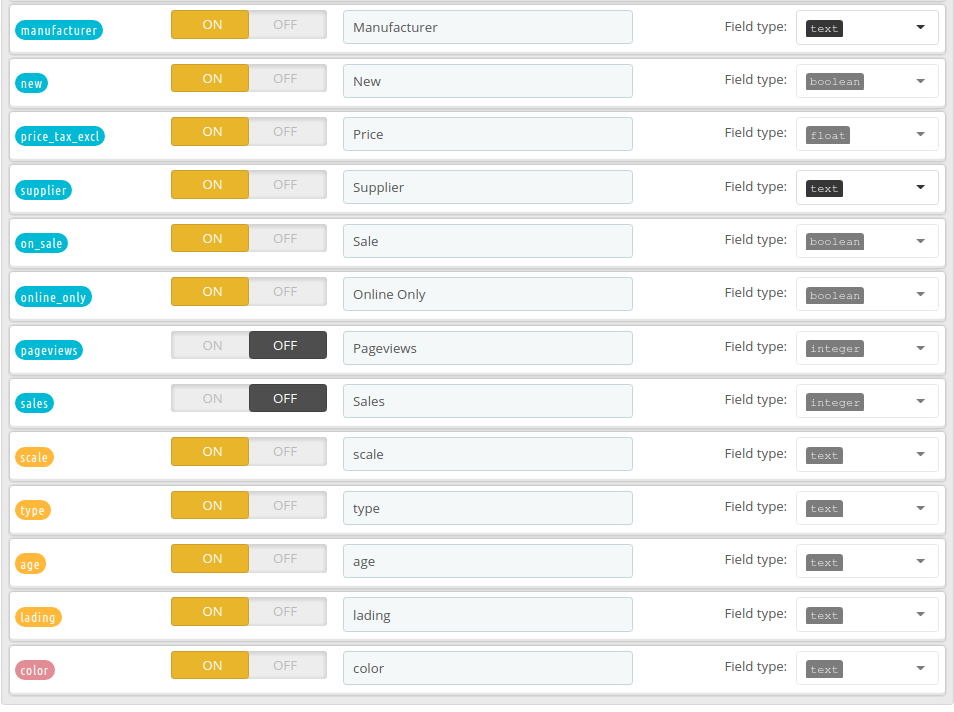 manufacturer ON OFF Manufacturer Field type: text
new ON OFF New Field type: boolean
price_tax_excl ON OFF Price Field type: float
supplier ON OFF Supplier Field type: text
on_sale ON OFF Sale Field type: boolean
online_only ON OFF Online Only Field type: boolean
pageviews ON OFF Pageviews Field type: integer
sales ON OFF Sales Field type: integer
scale ON OFF scale Field type: text
type ON OFF type Field type: text
age ON OFF age Field type: text
lading ON OFF lading Field type: text
color ON OFF color Field type: text